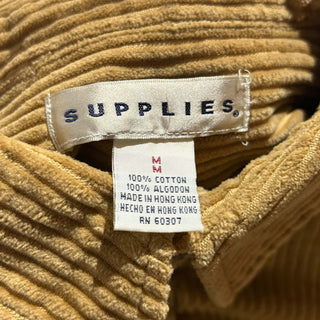 SUPPLIES®
M
M
100% COTTON
100% ALGODON
MADE IN HONG KONG
HECHO EN HONG KONG
RN 60307